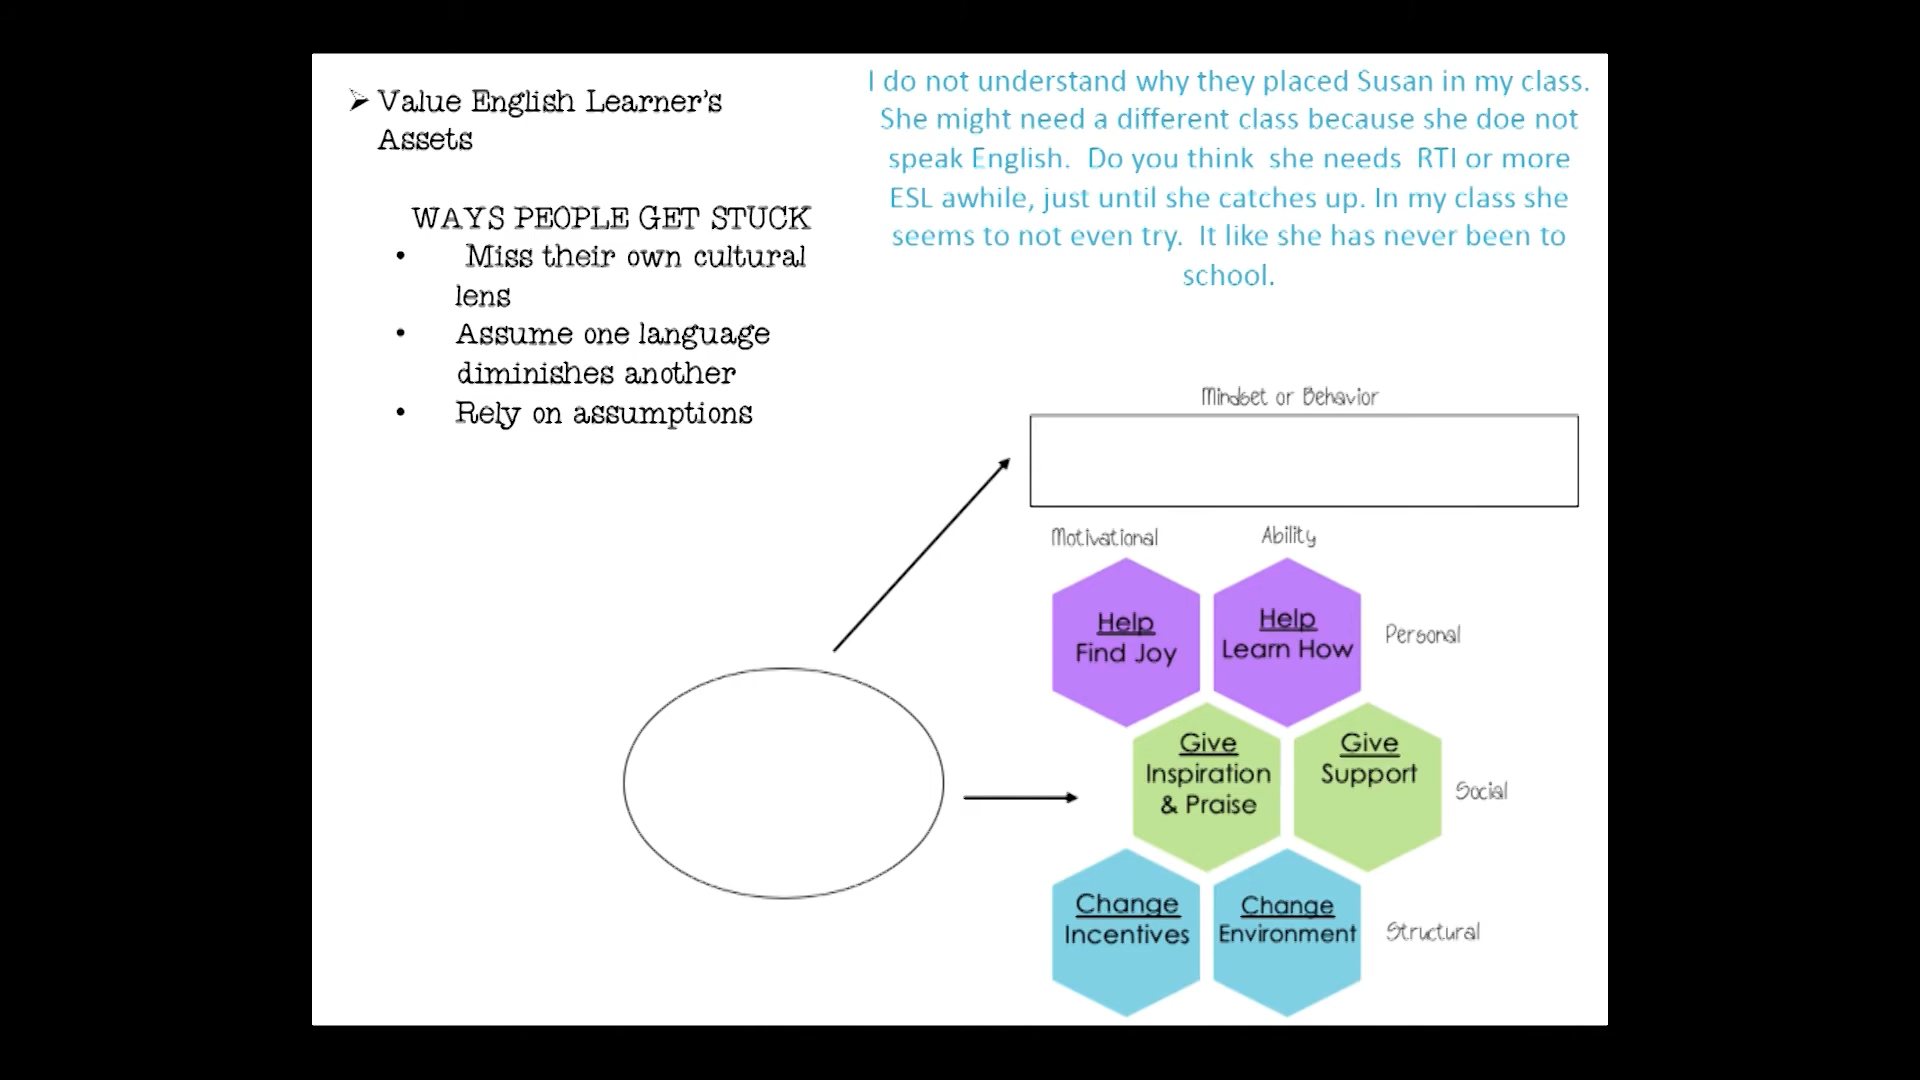 ➢ Value English Learner's
Assets
WAYS PEOPLE GET STUCK
• Miss their own cultural
lens
• Assume one language
diminishes another
• Rely on assumptions
I do not understand why they placed Susan in my class.
She might need a different class because she doe not
speak English. Do you think she needs RTI or more
ESL awhile, just until she catches up. In my class she
seems to not even try. It like she has never been to
school.
Mindset or Behavior
Motivational
Ability
Help
Find Joy
Help
Learn How
Personal
Give
Inspiration
& Praise
Give
Support
Social
Change
Incentives
Change
Environment
Structural